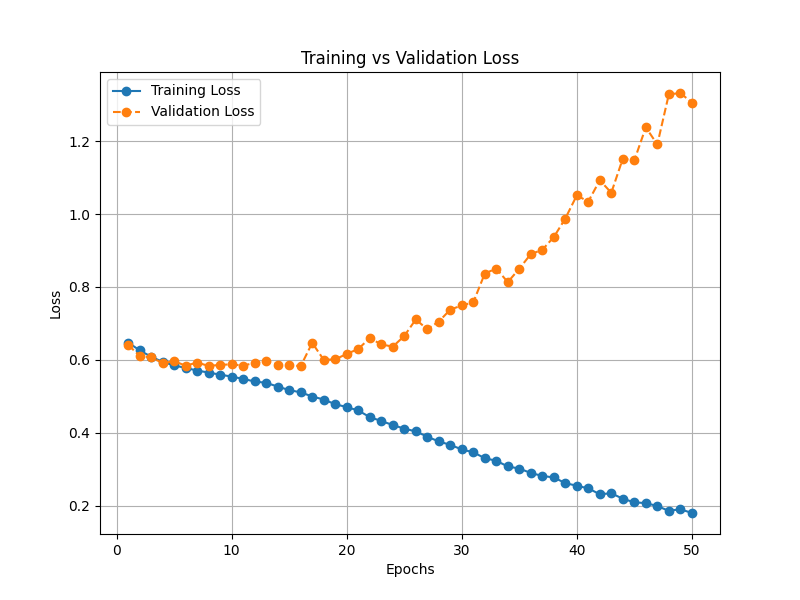 Training vs Validation Loss
Training Loss
Validation Loss
1.2
1.0
0.8
0.6
0.4
0.2
Loss
0 10 20 30 40 50
Epochs